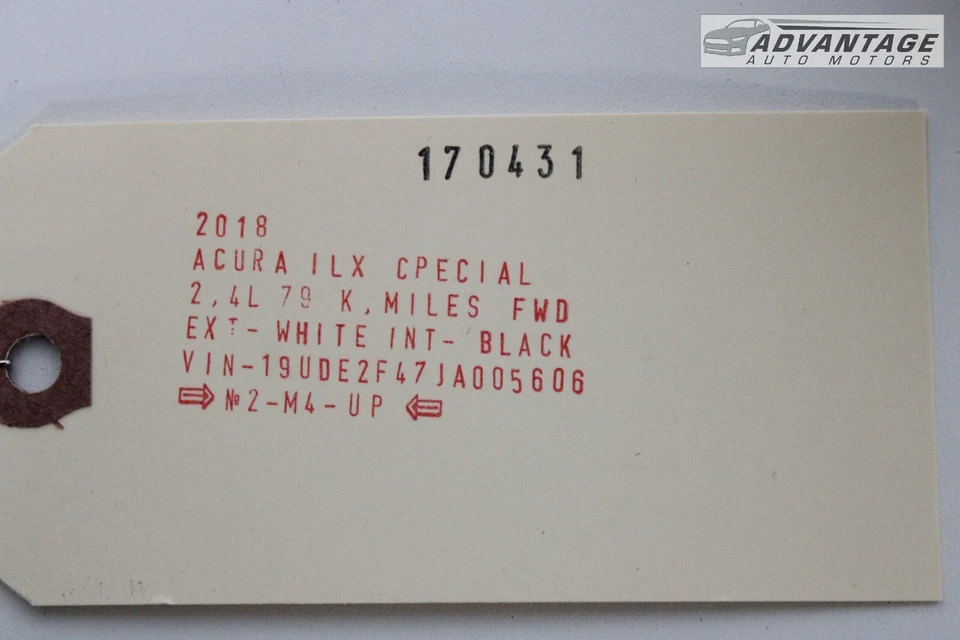 ADVANTAGE
AUTO MOTORS
170431
2018
ACURA ILX CPECIAL
2,4L 79 K,MILES FWD
EXT- WHITE INT- BLACK
VIN-19UDE2F47JA005606
⇨ №2-M4-UP ⇦